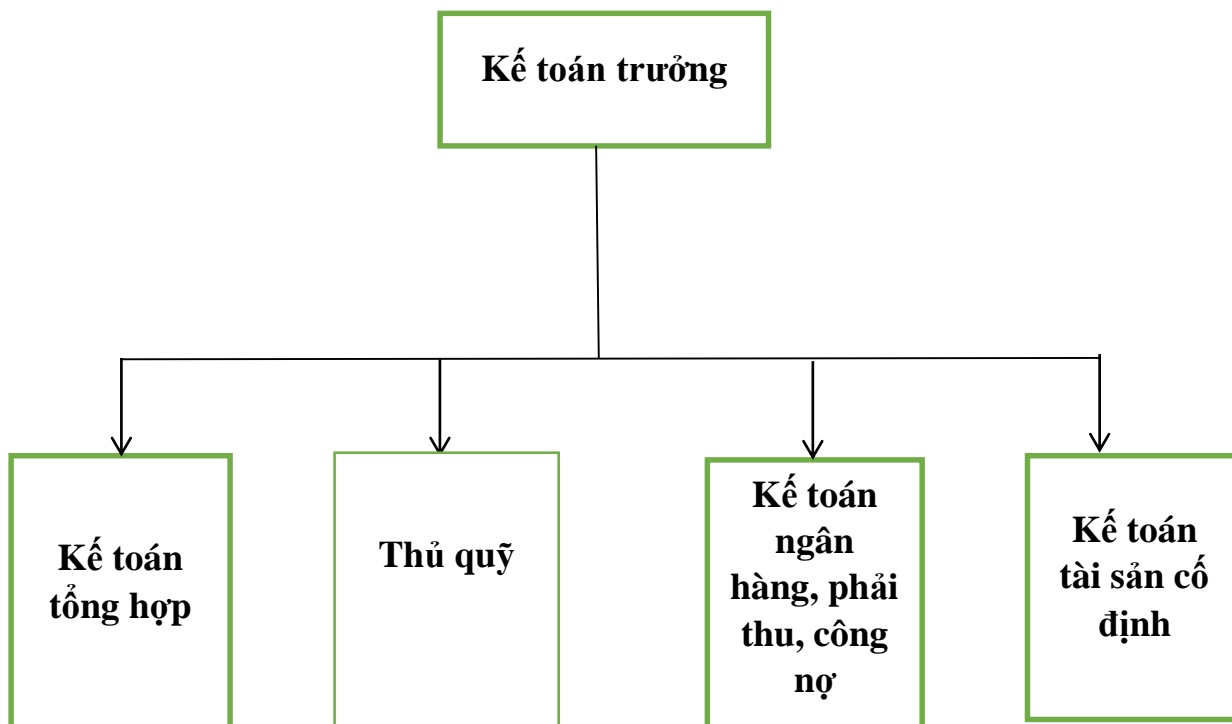 Kế toán trưởng
Kế toán
tổng hợp
Thủ quỹ
Kế toán
ngân
hàng, phải
thu, công
nợ
Kế toán
tài sản cố
định